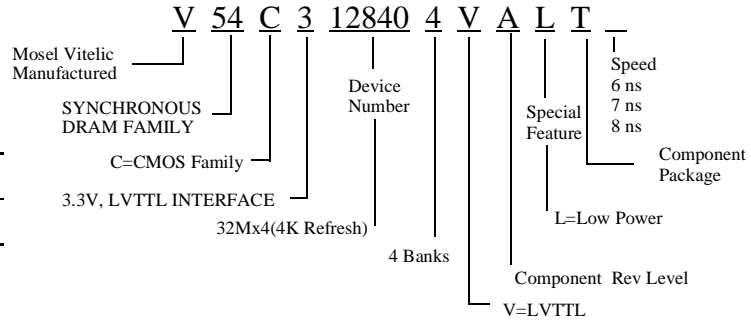 V 54 C 3 12840 4 V A L T
Mosel Vitelic
Manufactured
SYNCHRONOUS
DRAM FAMILY
C=CMOS Family
3.3V, LVTTL INTERFACE
Device
Number
32Mx4(4K Refresh)
4 Banks
V=LVTTL
Component Rev Level
Special
Feature
L=Low Power
Component
Package
Speed
6 ns
7 ns
8 ns